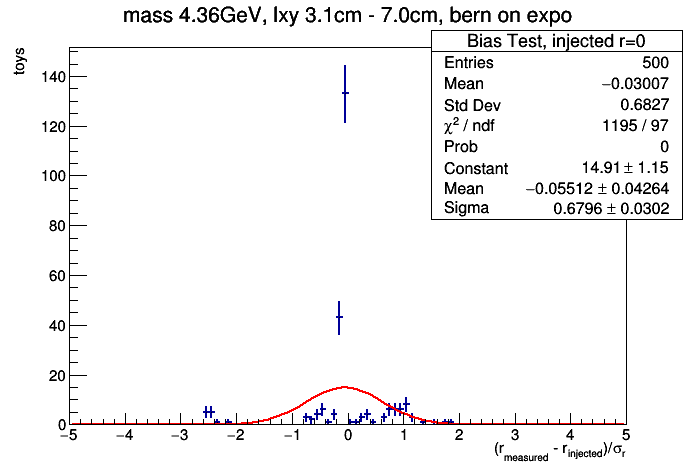 mass 4.36GeV, lxy 3.1cm - 7.0cm, bern on expo
Bias Test, injected r=0
Entries 500
Mean −0.03007
Std Dev 0.6827
χ² / ndf 1195 / 97
Prob 0
Constant 14.91 ± 1.15
Mean −0.05512 ± 0.04264
Sigma 0.6796 ± 0.0302
toys
140
120
100
80
60
40
20
0
−5 −4 −3 −2 −1 0 1 2 3 4 5
(r_measured - r_injected)/σ_r